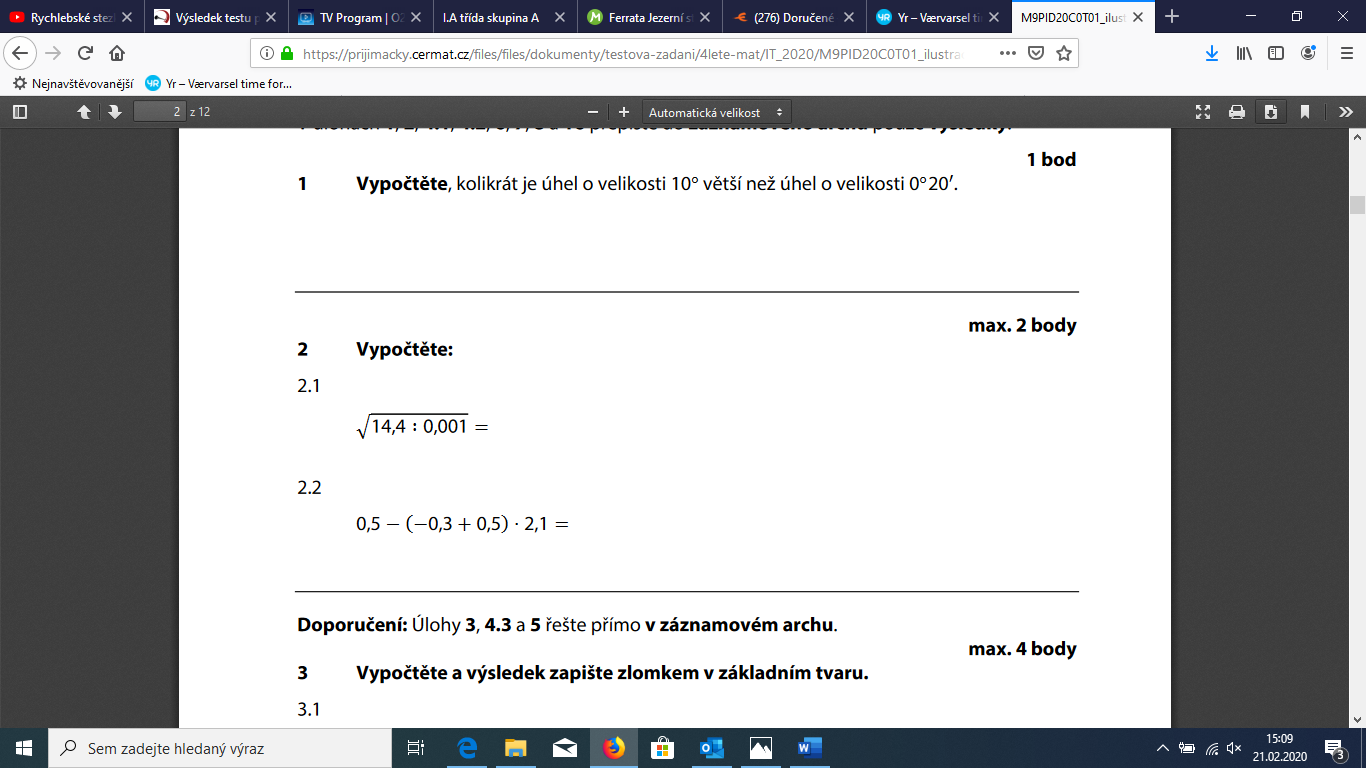 Rychlebské stez
Výsledek testu p
TV Program | O2
I.A třída skupina A
Ferrata Jezerní st
(276) Doručené
Yr – Værvarsel ti
M9PID20C0T01_ilust
https://prijimacky.cermat.cz/files/files/dokumenty/testova-zadani/4lete-mat/IT_2020/M9PID20C0T01_ilustra
Nejnavštěvovanější
Yr – Værvarsel time for...
2
z 12
Automatická velikost
1 bod
1 Vypočtěte, kolikrát je úhel o velikosti 10° větší než úhel o velikosti 0°20′.
max. 2 body
2 Vypočtěte:
2.1
√14,4 : 0,001 =
2.2
0,5 − (−0,3 + 0,5) · 2,1 =
Doporučení: Úlohy 3, 4.3 a 5 řešte přímo v záznamovém archu.
max. 4 body
3 Vypočtěte a výsledek zapište zlomkem v základním tvaru.
3.1
Sem zadejte hledaný výraz
15:09
21.02.2020
3